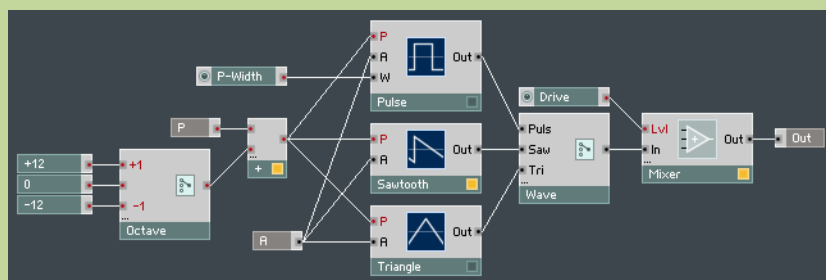 +12
0
-12
+1
-1
...
Octave
P
...
+
P-Width
A
P
A
W
Out
Pulse
P
A
Out
Sawtooth
P
A
Out
Triangle
Puls
Saw
Tri
...
Wave
Drive
Lvl
In
...
Out
Mixer
Out